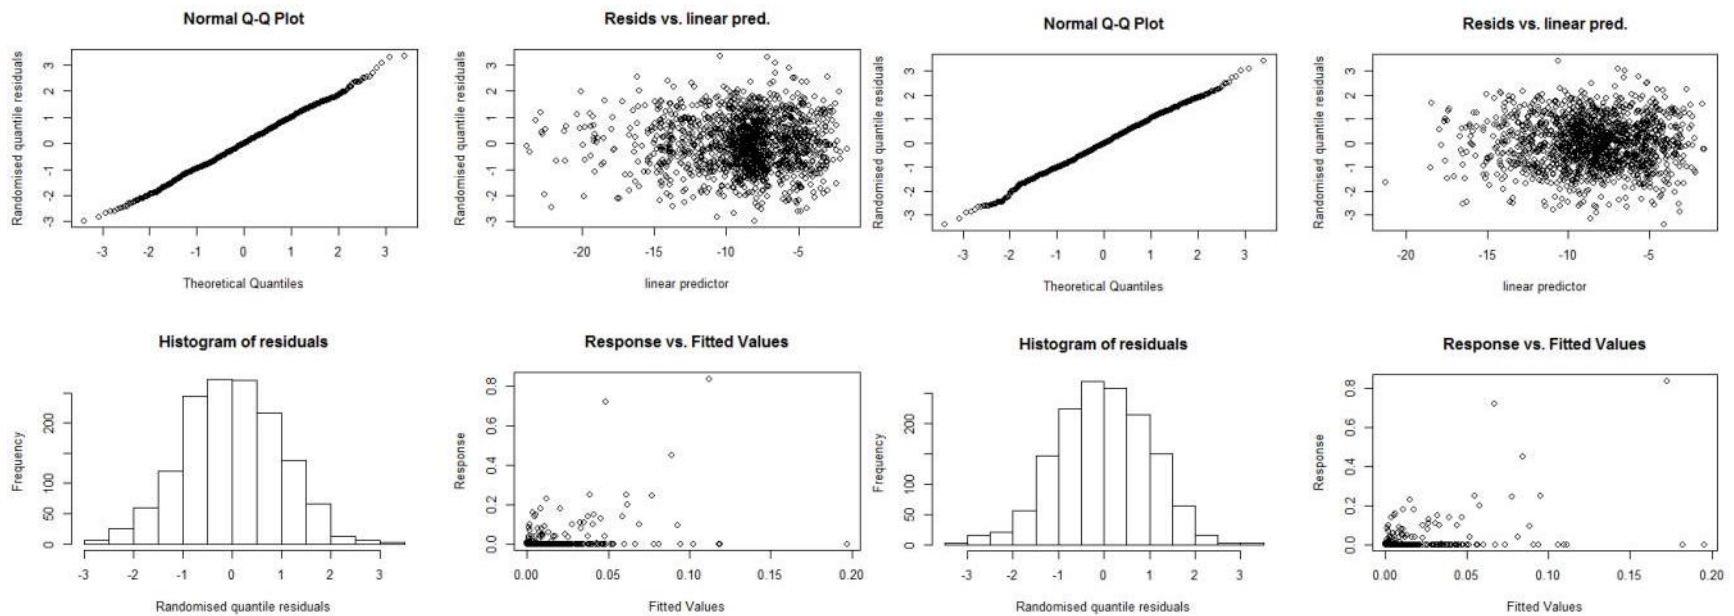 Normal Q-Q Plot
Randomised quantile residuals
3
2
1
0
-1
-2
-3
-3 -2 -1 0 1 2 3
Theoretical Quantiles
Resids vs. linear pred.
Randomised quantile residuals
3
2
1
0
-1
-2
-3
-20 -15 -10 -5
linear predictor
Normal Q-Q Plot
Randomised quantile residuals
3
2
1
0
-1
-2
-3
-3 -2 -1 0 1 2 3
Theoretical Quantiles
Resids vs. linear pred.
Randomised quantile residuals
3
2
1
0
-1
-2
-3
-20 -15 -10 -5
linear predictor
Histogram of residuals
Frequency
200
100
50
0
-3 -2 -1 0 1 2 3
Randomised quantile residuals
Response vs. Fitted Values
Response
0.8
0.6
0.4
0.2
0.0
0.00 0.05 0.10 0.15 0.20
Fitted Values
Histogram of residuals
Frequency
200
100
50
0
-3 -2 -1 0 1 2 3
Randomised quantile residuals
Response vs. Fitted Values
Response
0.8
0.6
0.4
0.2
0.0
0.00 0.05 0.10 0.15 0.20
Fitted Values